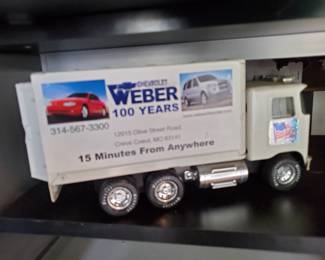 CHEVROLET
WEBER
100 YEARS
314-567-3300
12015 Olive Street Road
Creve Coeur, MO 63141
15 Minutes From Anywhere